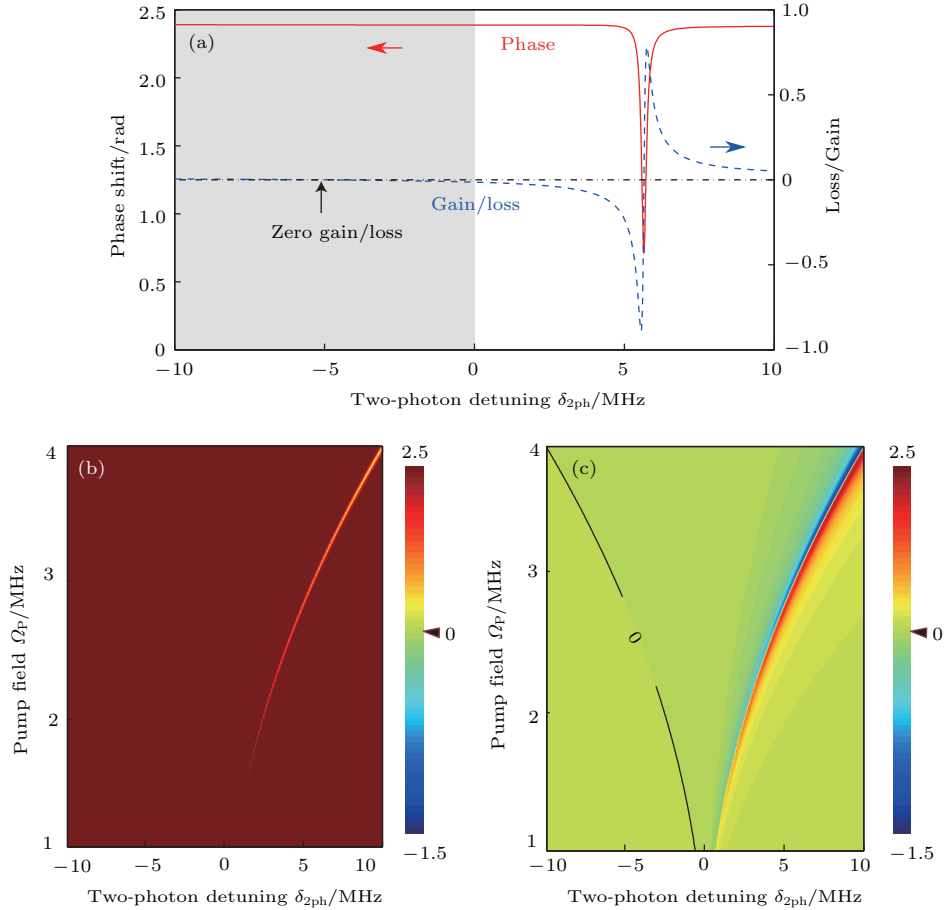 (a)
Phase
Gain/loss
Zero gain/loss
2.5
2.0
1.5
1.0
0.5
0
Phase shift/rad
1.0
0.5
0
−0.5
−1.0
Loss/Gain
−10 −5 0 5 10
Two-photon detuning δ2ph/MHz
(b)
4
3
2
1
Pump field ΩP/MHz
−10 −5 0 5 10
Two-photon detuning δ2ph/MHz
2.5
0
−1.5
(c)
0
4
3
2
1
Pump field ΩP/MHz
−10 −5 0 5 10
Two-photon detuning δ2ph/MHz
2.5
0
−1.5